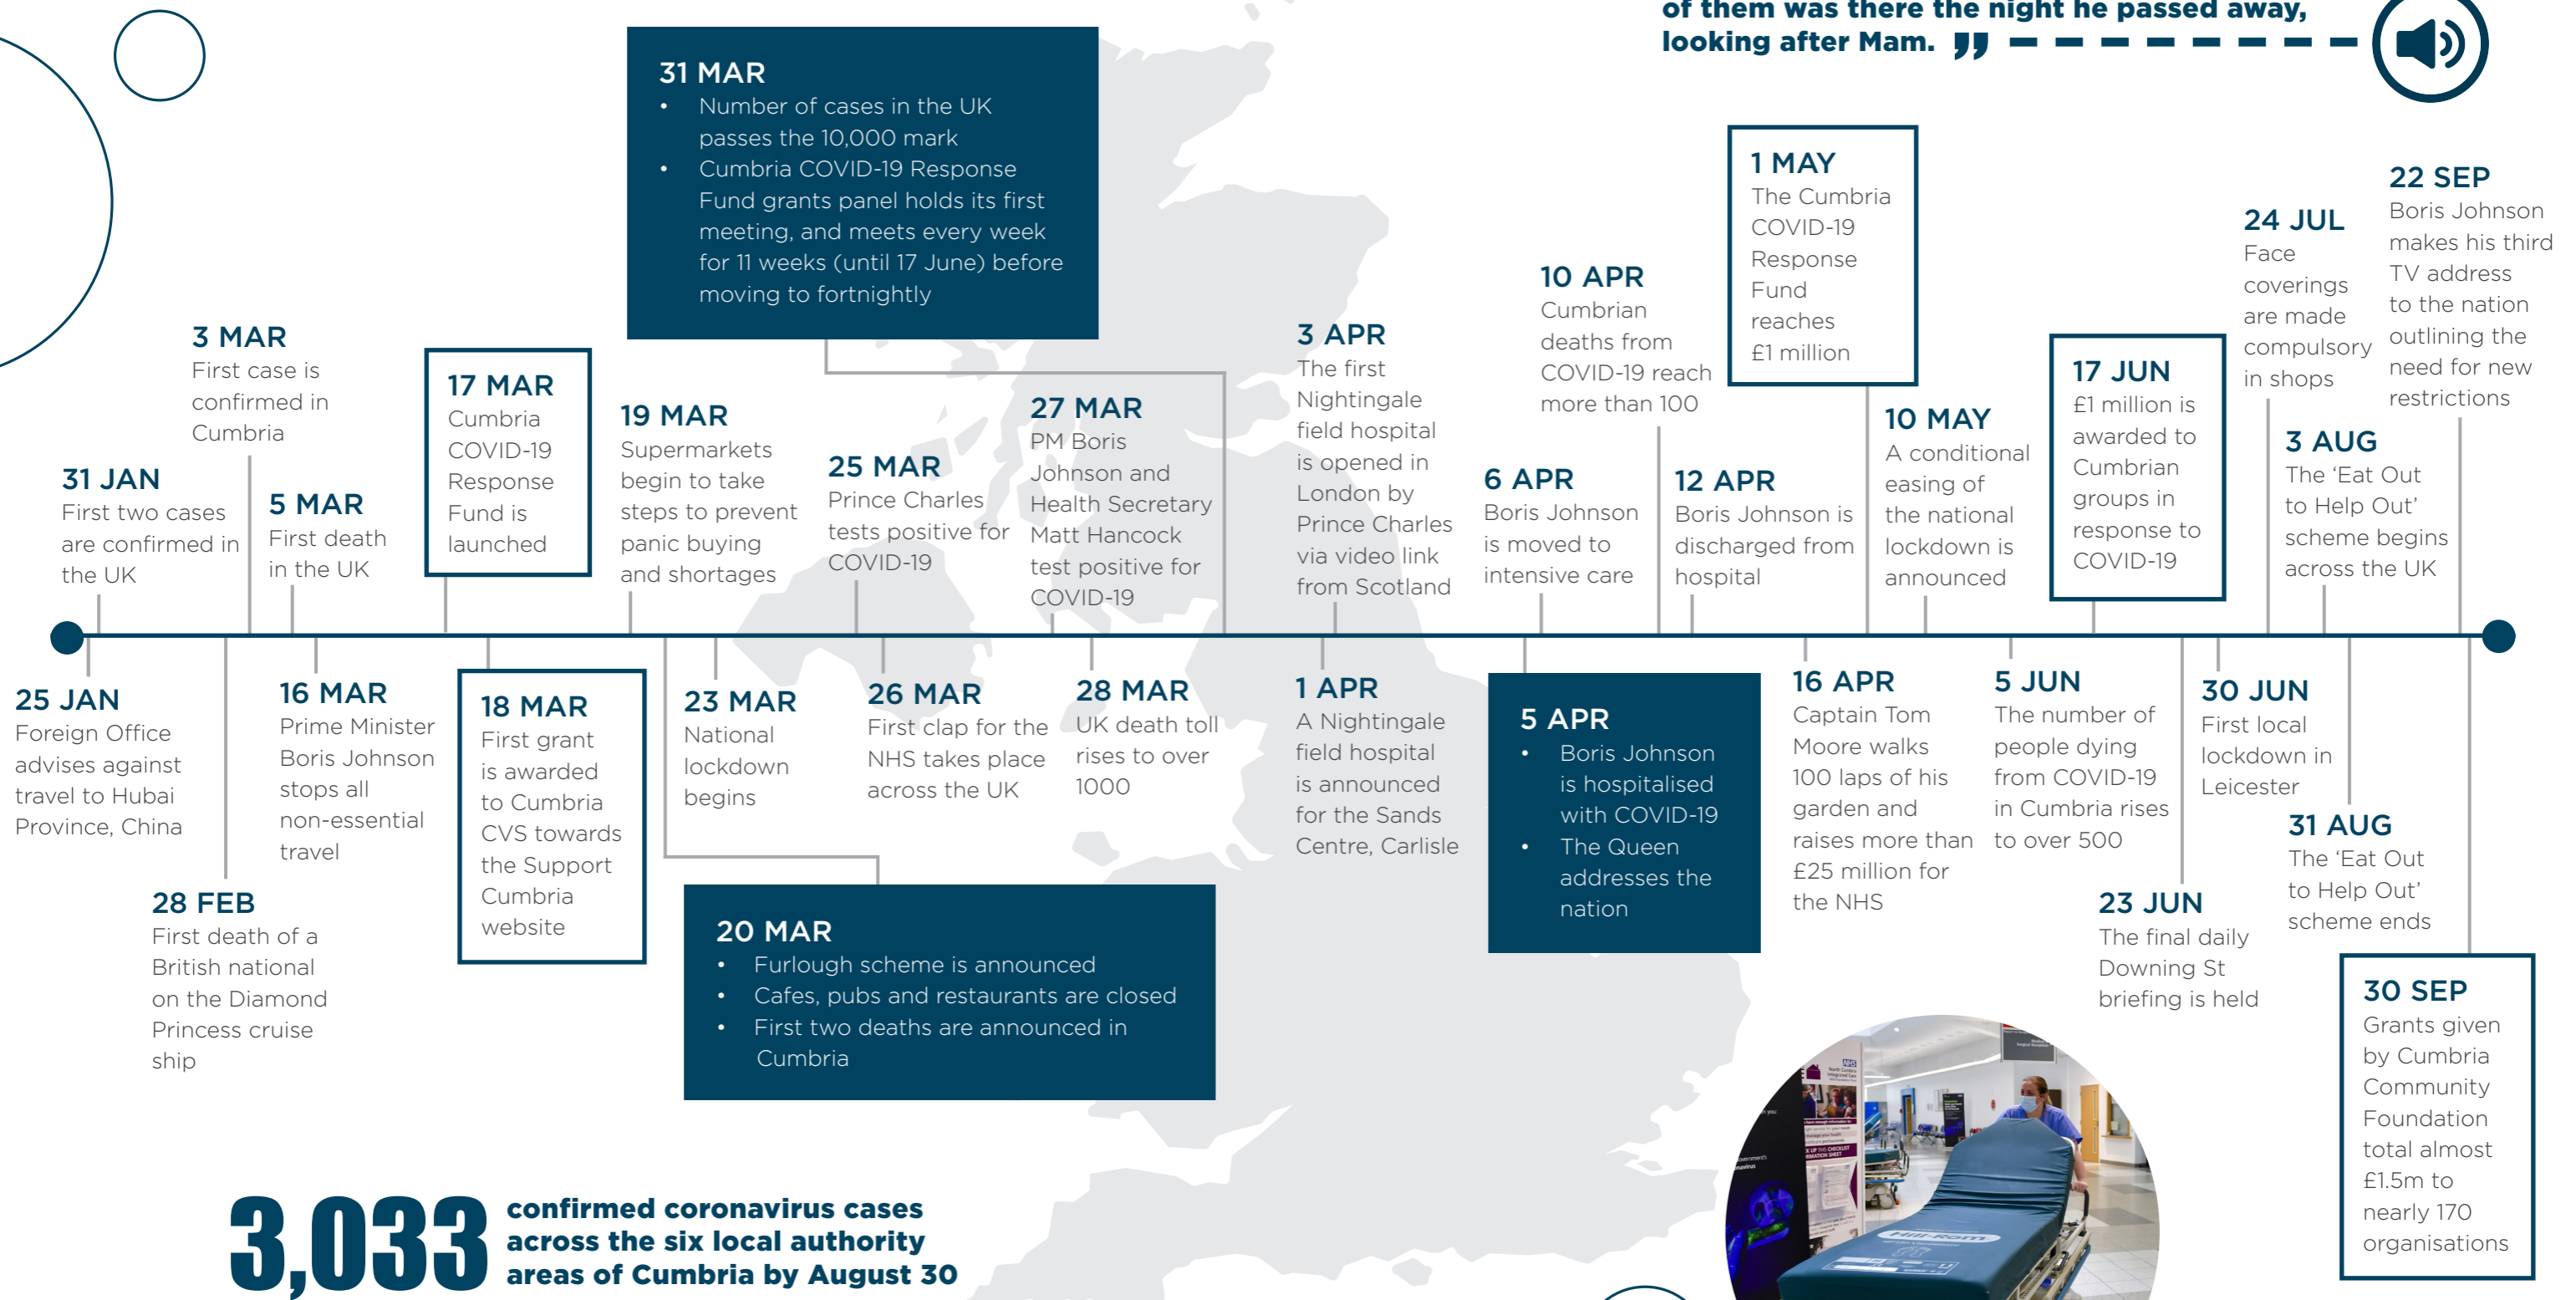 of them was there the night he passed away,
looking after Mam. ”
31 MAR
• Number of cases in the UK
passes the 10,000 mark
• Cumbria COVID-19 Response
Fund grants panel holds its first
meeting, and meets every week
for 11 weeks (until 17 June) before
moving to fortnightly
1 MAY
The Cumbria
COVID-19
Response
Fund
reaches
£1 million
22 SEP
Boris Johnson
makes his third
TV address
to the nation
outlining the
need for new
restrictions
24 JUL
Face
coverings
are made
compulsory
in shops
10 APR
Cumbrian
deaths from
COVID-19 reach
more than 100
3 MAR
First case is
confirmed in
Cumbria
17 MAR
Cumbria
COVID-19
Response
Fund is
launched
3 APR
The first
Nightingale
field hospital
is opened in
London by
Prince Charles
via video link
from Scotland
17 JUN
£1 million is
awarded to
Cumbrian
groups in
response to
COVID-19
19 MAR
Supermarkets
begin to take
steps to prevent
panic buying
and shortages
27 MAR
PM Boris
Johnson and
Health Secretary
Matt Hancock
test positive for
COVID-19
10 MAY
A conditional
easing of
the national
lockdown is
announced
3 AUG
The ‘Eat Out
to Help Out’
scheme begins
across the UK
31 JAN
First two cases
are confirmed in
the UK
5 MAR
First death
in the UK
25 MAR
Prince Charles
tests positive for
COVID-19
6 APR
Boris Johnson
is moved to
intensive care
12 APR
Boris Johnson is
discharged from
hospital
25 JAN
Foreign Office
advises against
travel to Hubai
Province, China
16 MAR
Prime Minister
Boris Johnson
stops all
non-essential
travel
18 MAR
First grant
is awarded
to Cumbria
CVS towards
the Support
Cumbria
website
23 MAR
National
lockdown
begins
26 MAR
First clap for the
NHS takes place
across the UK
28 MAR
UK death toll
rises to over
1000
1 APR
A Nightingale
field hospital
is announced
for the Sands
Centre, Carlisle
5 APR
• Boris Johnson
is hospitalised
with COVID-19
• The Queen
addresses the
nation
16 APR
Captain Tom
Moore walks
100 laps of his
garden and
raises more than
£25 million for
the NHS
5 JUN
The number of
people dying
from COVID-19
in Cumbria rises
to over 500
30 JUN
First local
lockdown in
Leicester
31 AUG
The ‘Eat Out
to Help Out’
scheme ends
28 FEB
First death of a
British national
on the Diamond
Princess cruise
ship
20 MAR
• Furlough scheme is announced
• Cafes, pubs and restaurants are closed
• First two deaths are announced in
Cumbria
23 JUN
The final daily
Downing St
briefing is held
30 SEP
Grants given
by Cumbria
Community
Foundation
total almost
£1.5m to
nearly 170
organisations
3,033
confirmed coronavirus cases
across the six local authority
areas of Cumbria by August 30
NHS
North Cumbria
Integrated Care
Hill-Rom